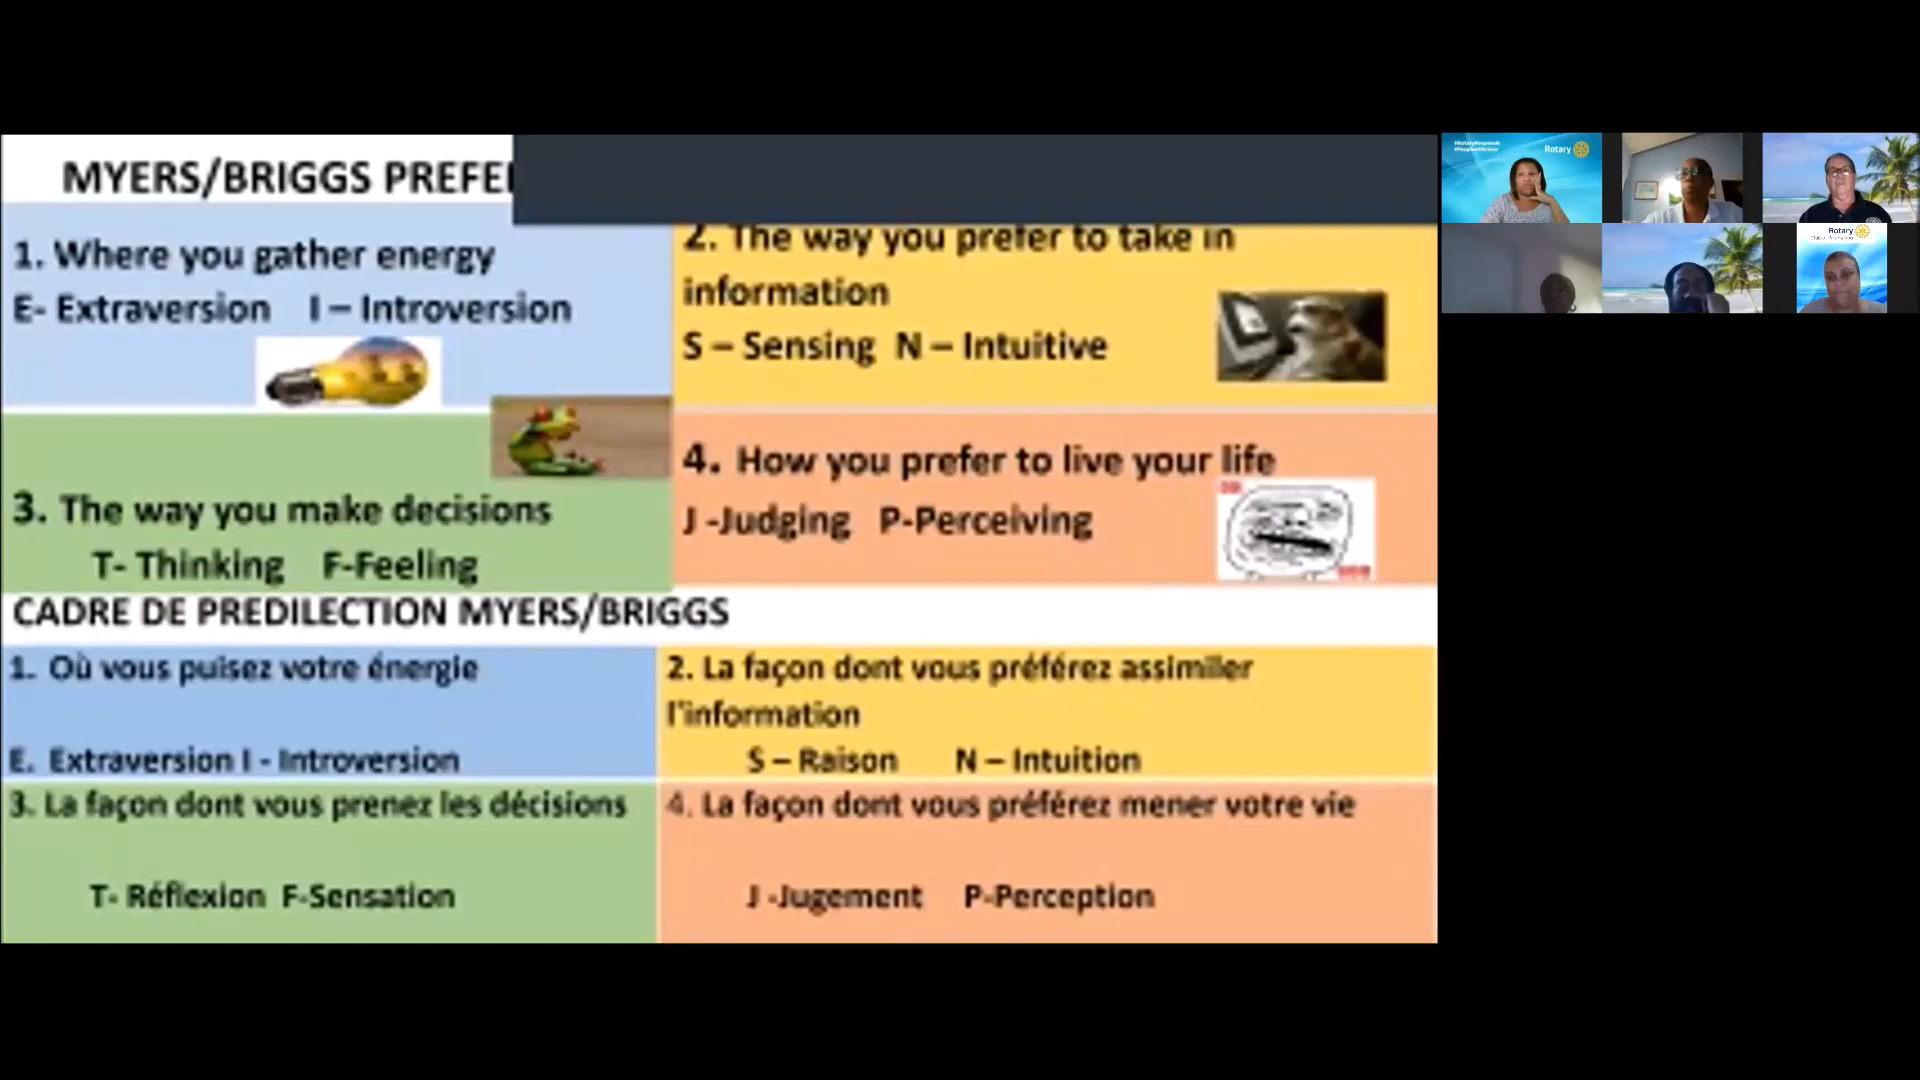 MYERS/BRIGGS PREFE
1. Where you gather energy
E- Extraversion I – Introversion
2. The way you prefer to take in
information
S – Sensing N – Intuitive
3. The way you make decisions
T- Thinking F-Feeling
4. How you prefer to live your life
J -Judging P-Perceiving
CADRE DE PREDILECTION MYERS/BRIGGS
1. Où vous puisez votre énergie
E. Extraversion I - Introversion
2. La façon dont vous préférez assimiler
l'information
S – Raison N – Intuition
3. La façon dont vous prenez les décisions
T- Réflexion F-Sensation
4. La façon dont vous préférez mener votre vie
J -Jugement P-Perception
#RotaryResponds
#PeopleofAction
Rotary
Rotary